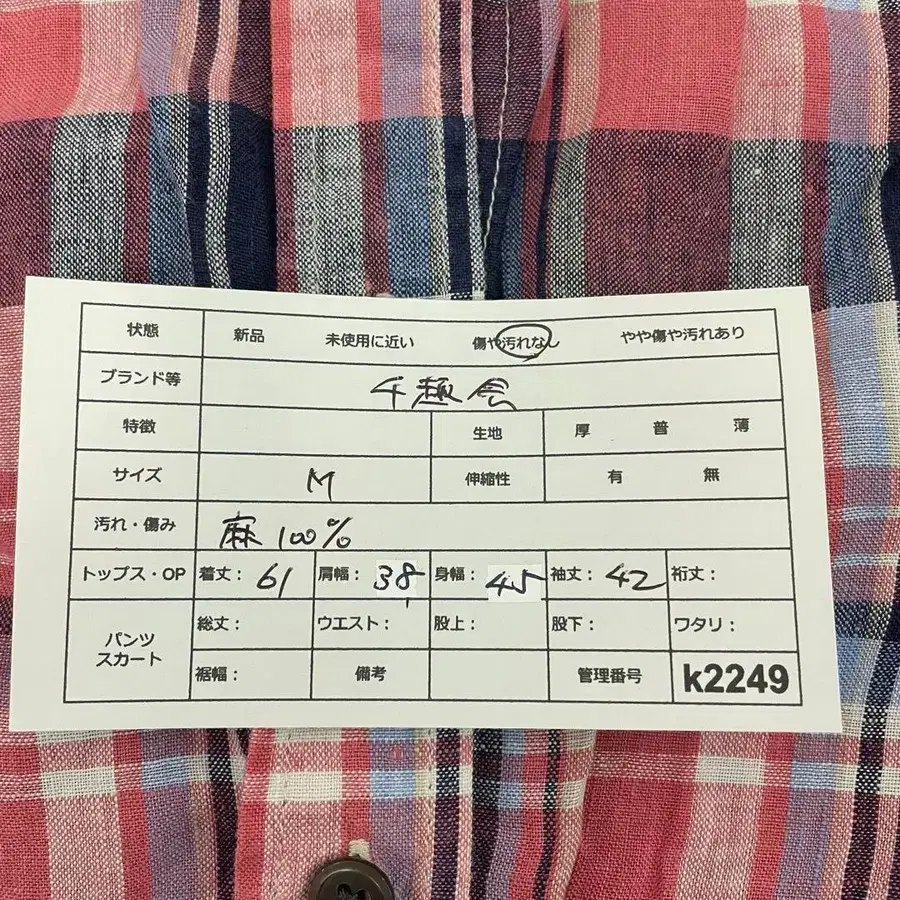 状態 新品 未使用に近い 傷や汚れなし やや傷や汚れあり
ブランド等 千趣会
特徴 生地 厚 普 薄
サイズ M 伸縮性 有 無
汚れ・傷み 麻100%
トップス・OP 着丈: 61 肩幅: 38 身幅: 45 袖丈: 42 裄丈:
パンツ スカート 総丈: ウエスト: 股上: 股下: ワタリ:
裾幅: 備考 管理番号 k2249